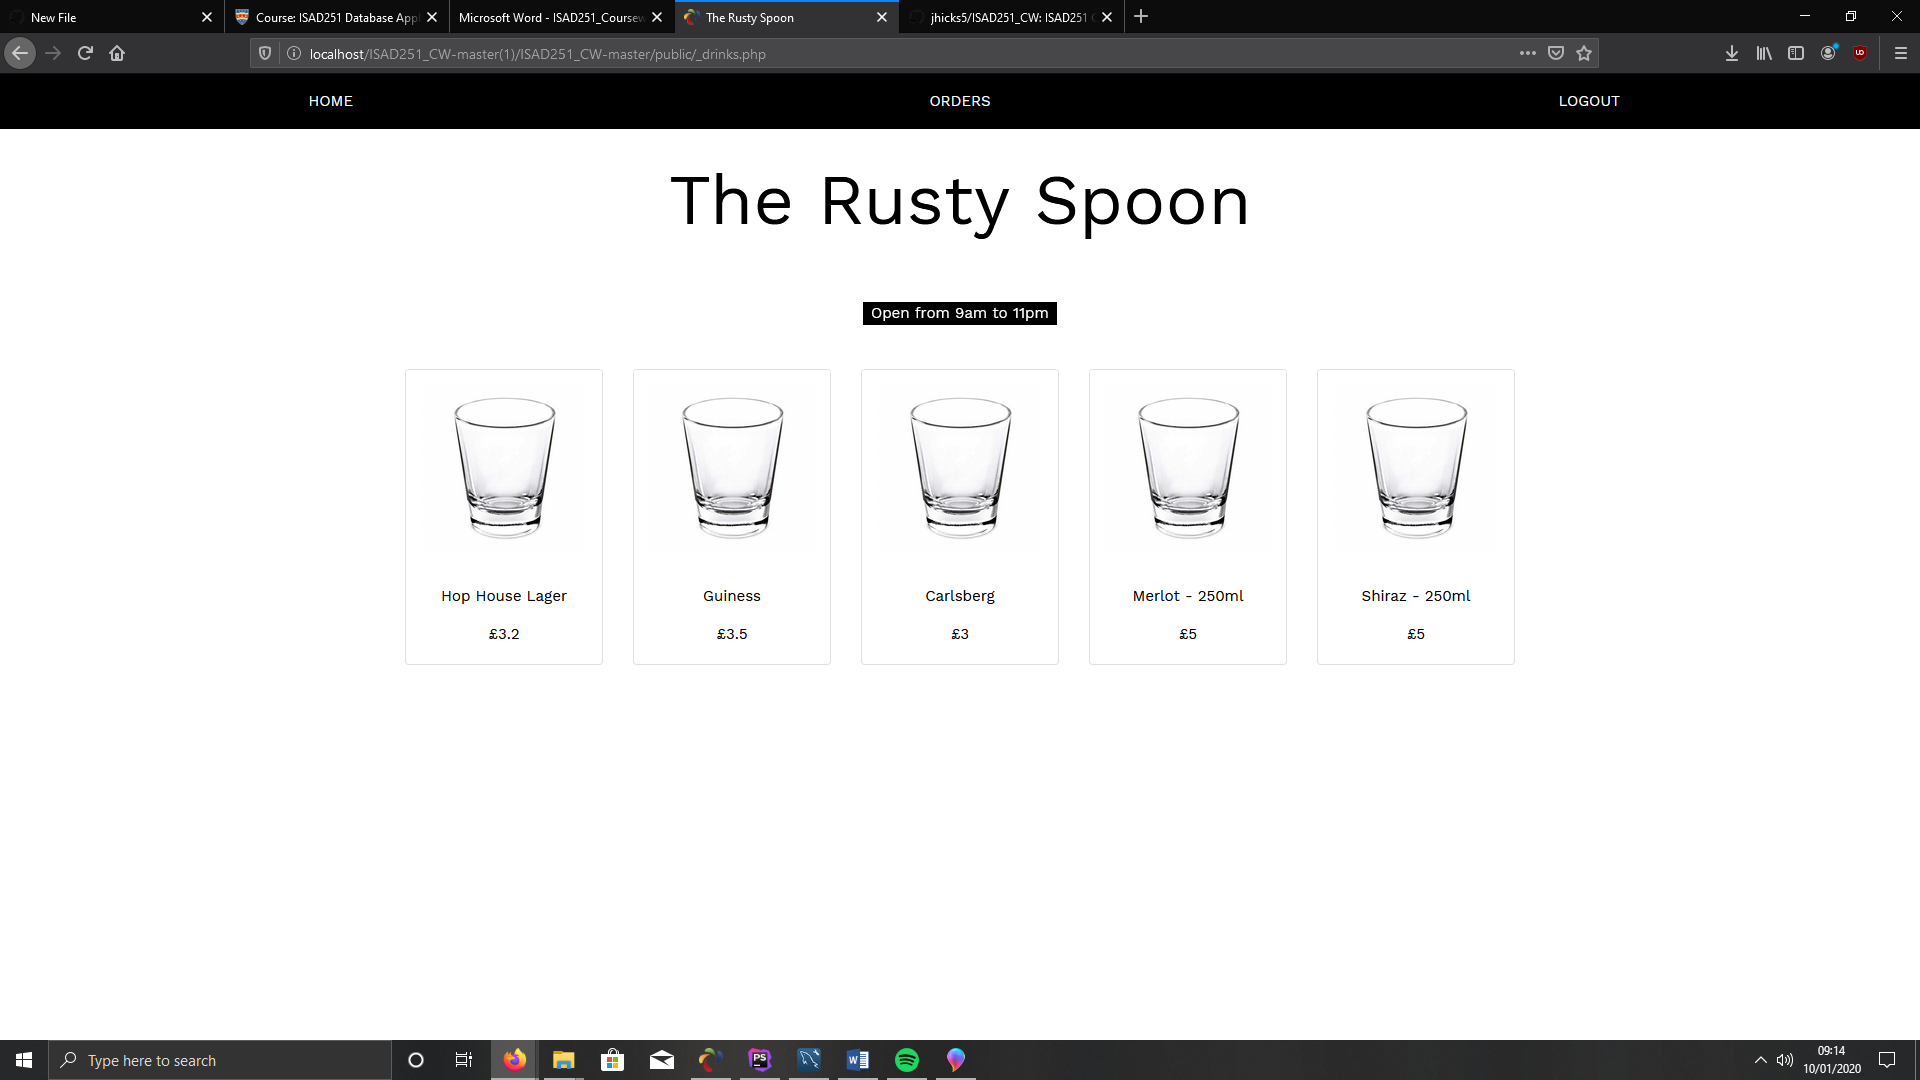 New File
Course: ISAD251 Database Appl
Microsoft Word - ISAD251_Coursew
The Rusty Spoon
jhicks5/ISAD251_CW: ISAD251 C
localhost/ISAD251_CW-master(1)/ISAD251_CW-master/public/_drinks.php
HOME
ORDERS
LOGOUT
The Rusty Spoon
Open from 9am to 11pm
Hop House Lager
£3.2
Guiness
£3.5
Carlsberg
£3
Merlot - 250ml
£5
Shiraz - 250ml
£5
Type here to search
PS
W
09:14
10/01/2020